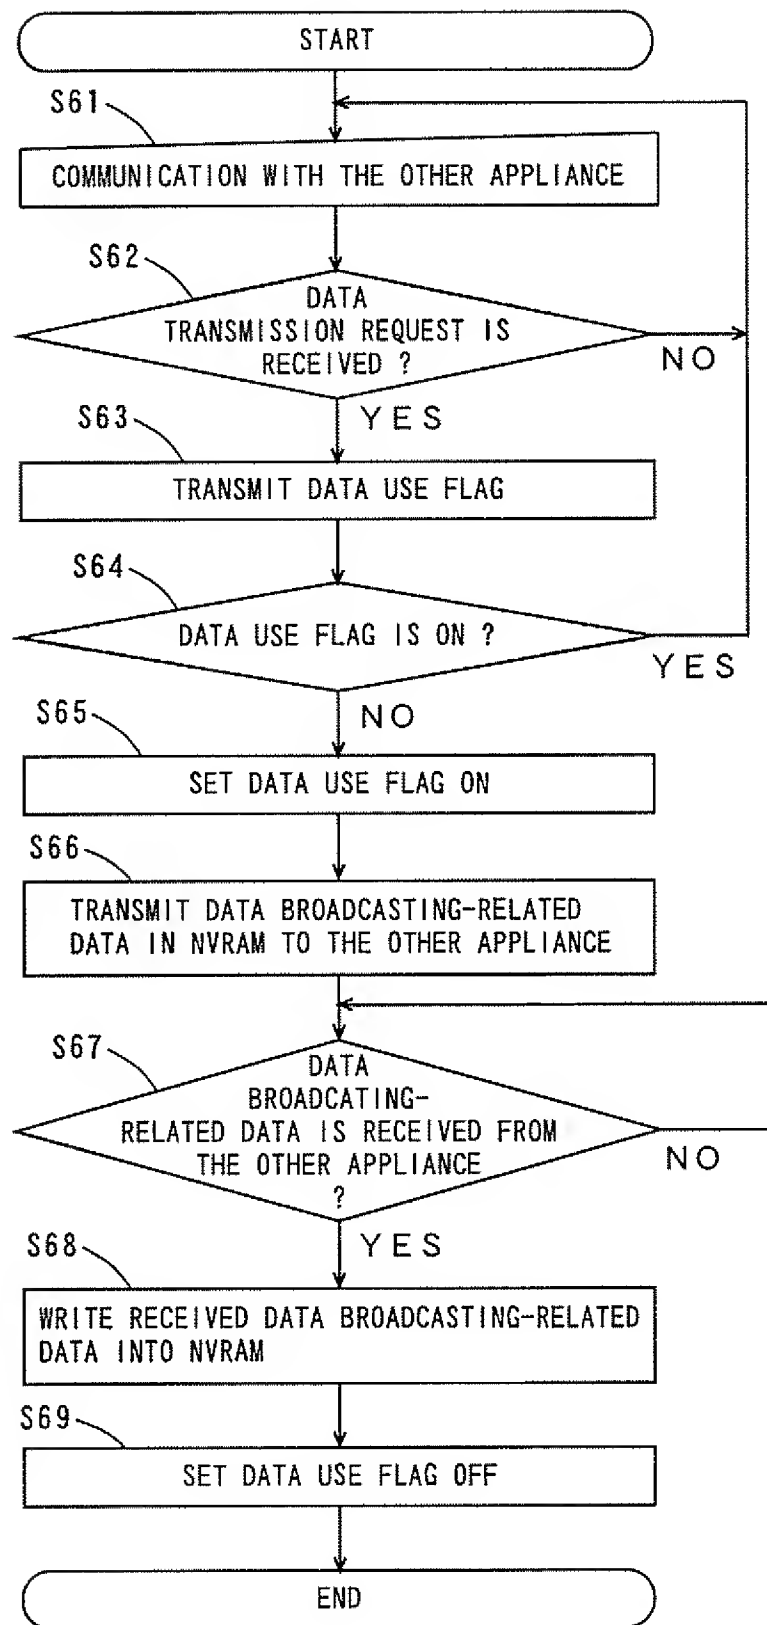 START
S61
COMMUNICATION WITH THE OTHER APPLIANCE
S62
DATA
TRANSMISSION REQUEST IS
RECEIVED ?
NO
YES
S63
TRANSMIT DATA USE FLAG
S64
DATA USE FLAG IS ON ?
YES
NO
S65
SET DATA USE FLAG ON
S66
TRANSMIT DATA BROADCASTING-RELATED
DATA IN NVRAM TO THE OTHER APPLIANCE
S67
DATA
BROADCATING-
RELATED DATA IS RECEIVED FROM
THE OTHER APPLIANCE
?
NO
YES
S68
WRITE RECEIVED DATA BROADCASTING-RELATED
DATA INTO NVRAM
S69
SET DATA USE FLAG OFF
END